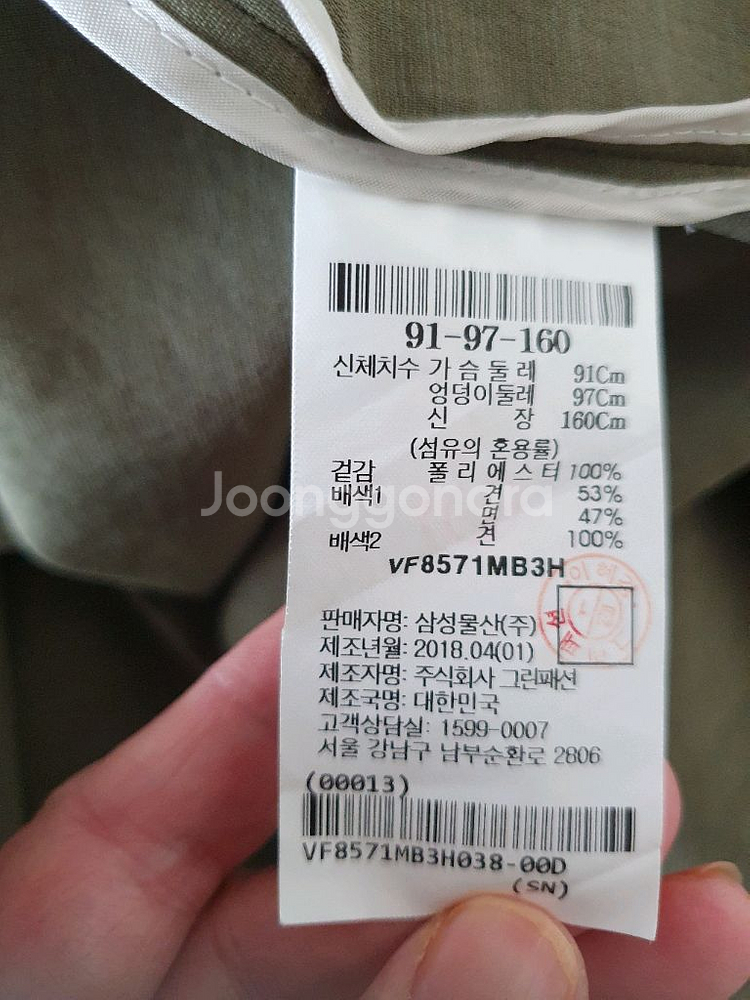 91-97-160
신체치수 가 슴 둘 레 91Cm
엉덩이둘레 97Cm
신 장 160Cm
(섬유의 혼용률)
겉감 폴 리 에 스 터 100%
배색1 견 53%
면 47%
배색2 견 100%
Joonggonara
VF8571MB3H
판매자명: 삼성물산(주)
제조년월: 2018.04(01)
제조자명: 주식회사 그린패션
제조국명: 대한민국
고객상담실: 1599-0007
서울 강남구 남부순환로 2806
(00013)
VF8571MB3H038-00D
(SN)